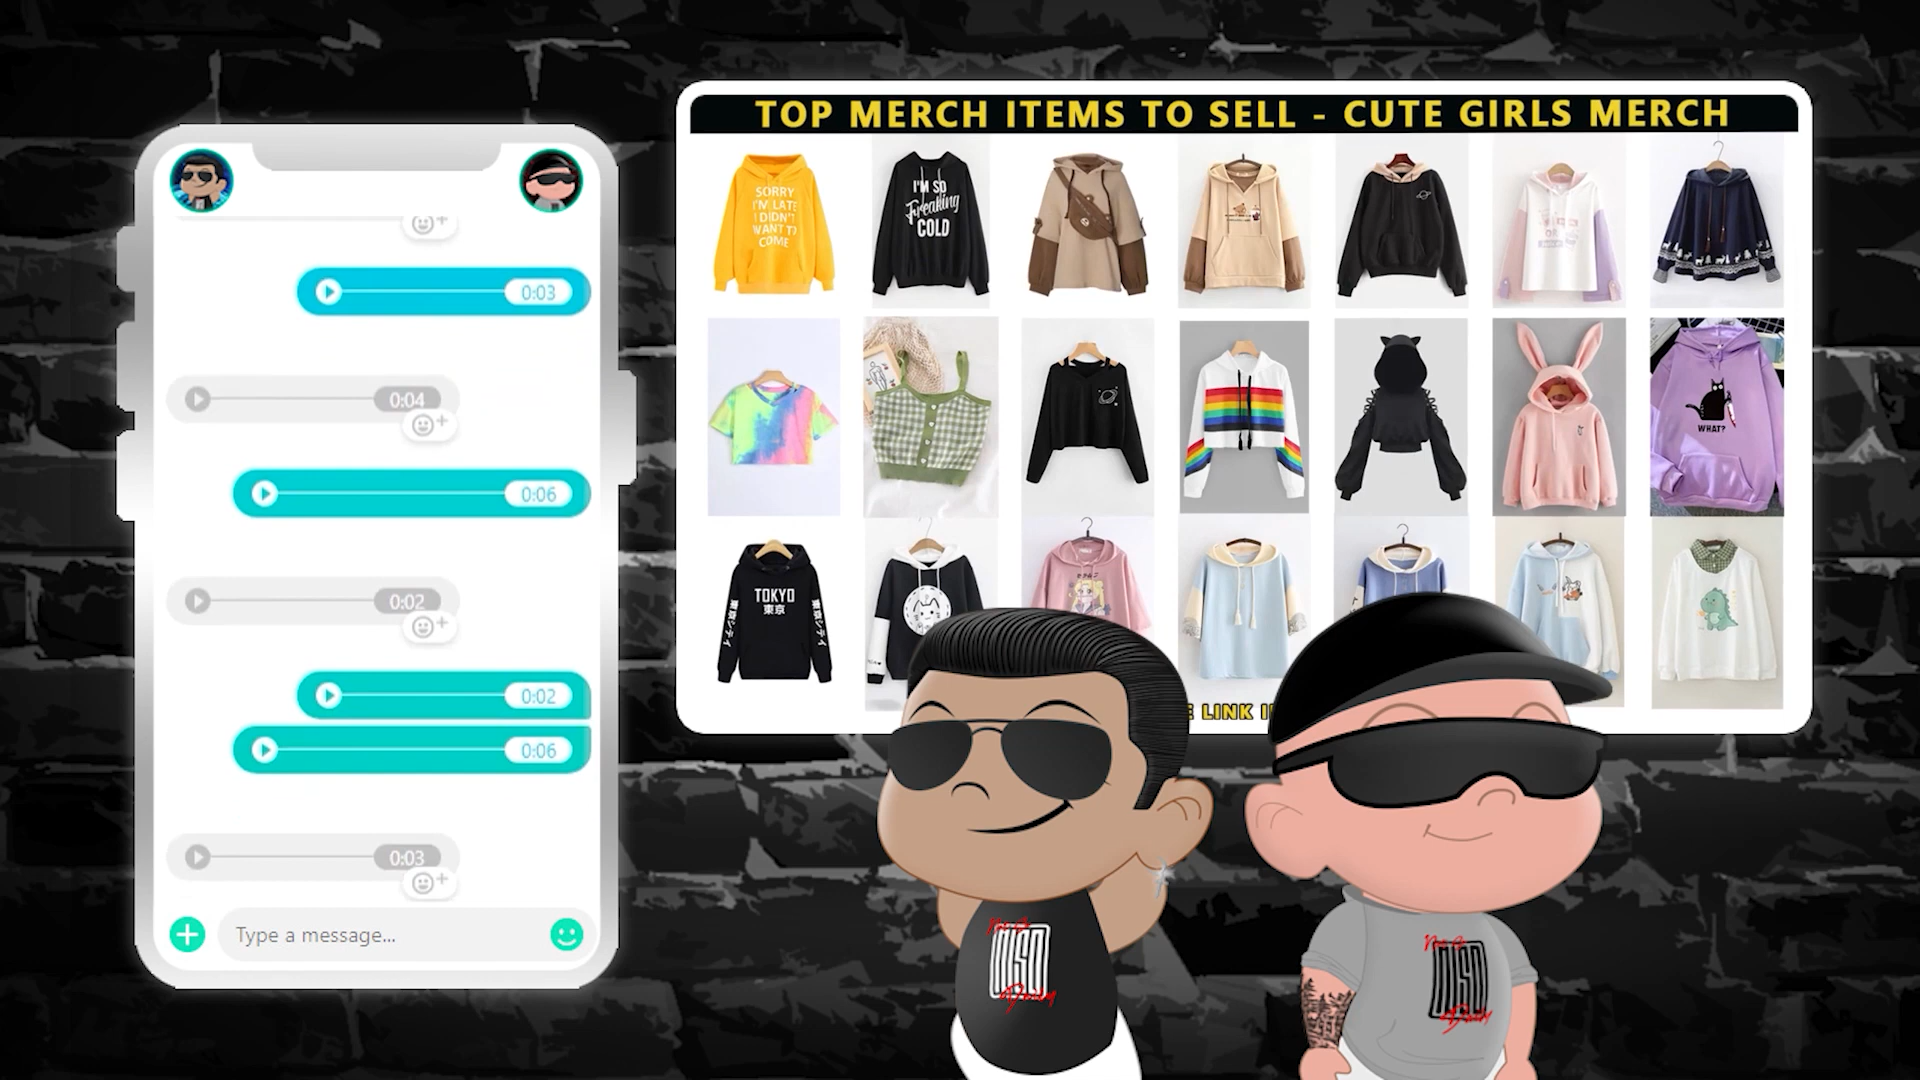 TOP MERCH ITEMS TO SELL - CUTE GIRLS MERCH
SORRY
I'M LATE
I DIDN'T
WANT TO
COME
I'M SO
Freaking
COLD
WHAT?
TOKYO
東京
LINK
0:03
0:04
0:06
0:02
0:02
0:06
0:03
Type a message...